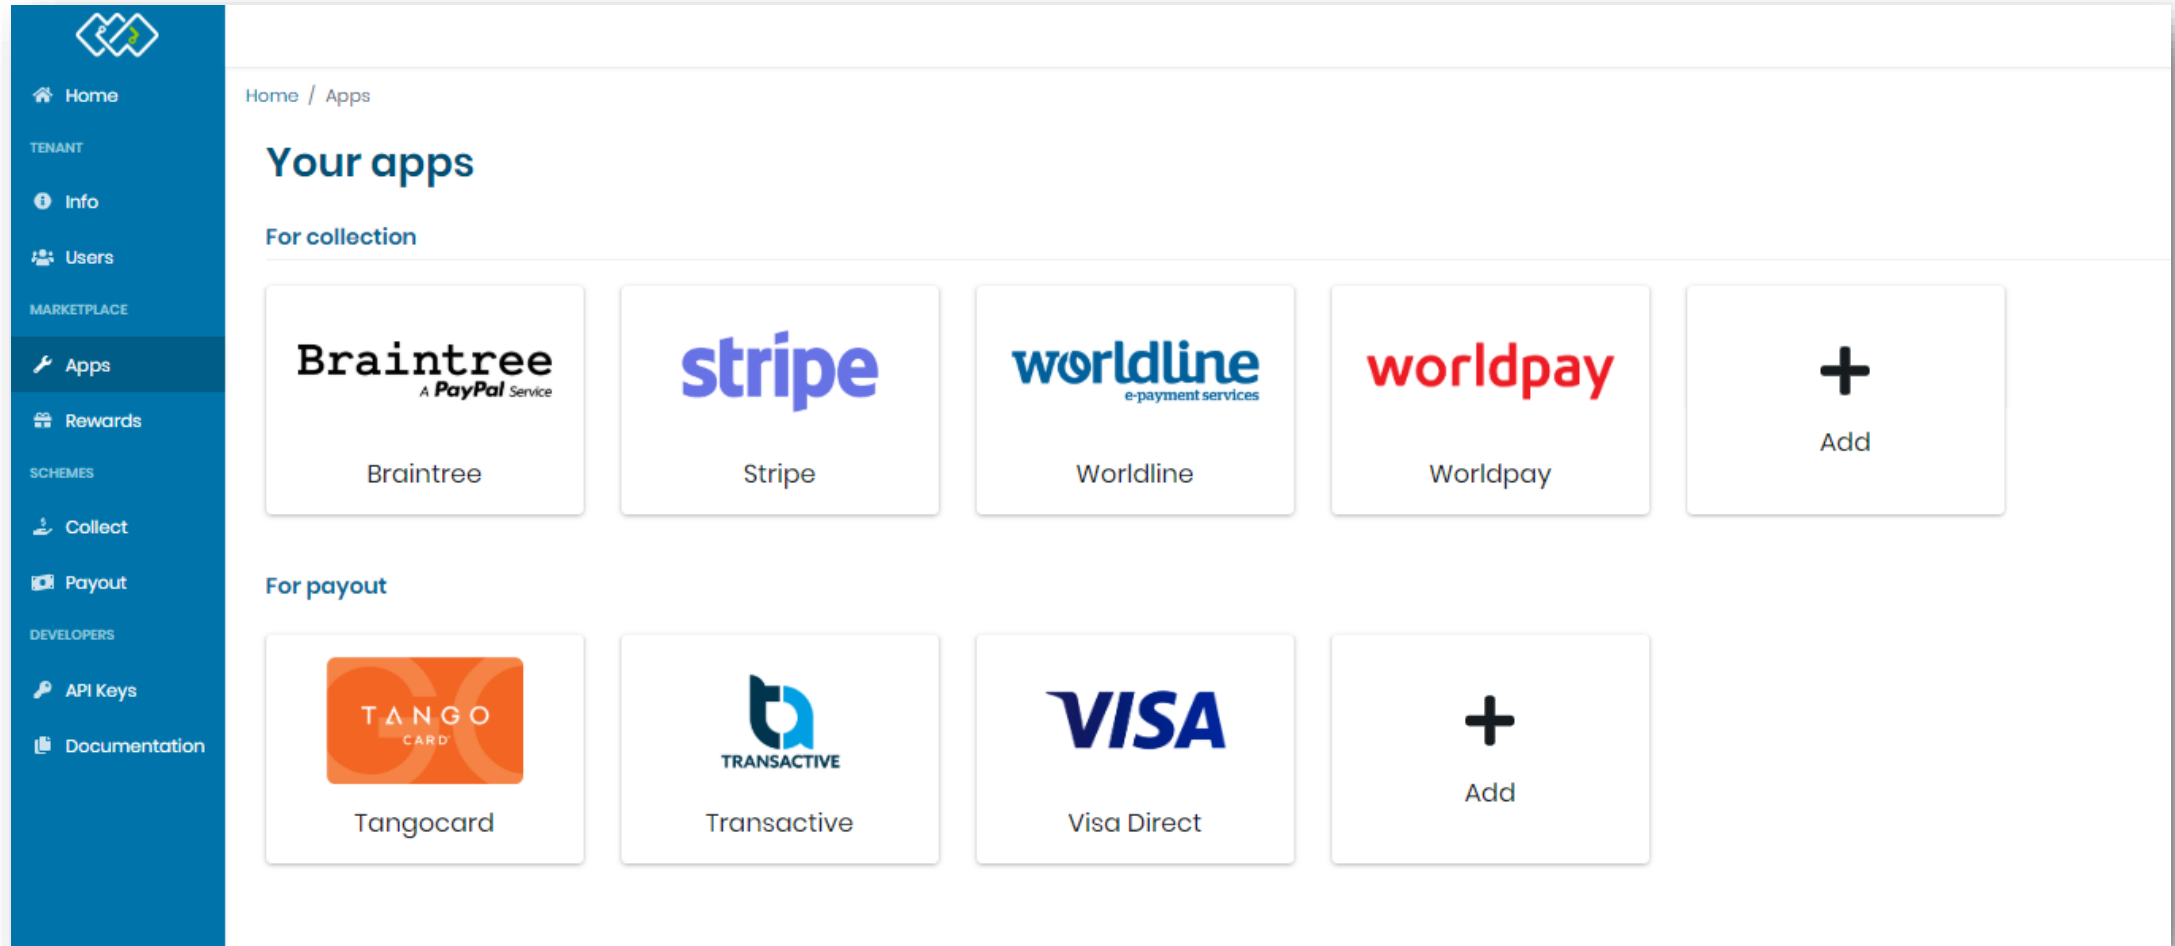 Home
TENANT
Info
Users
MARKETPLACE
Apps
Rewards
SCHEMES
Collect
Payout
DEVELOPERS
API Keys
Documentation
Home / Apps
Your apps
For collection
Braintree
A PayPal Service
Braintree
stripe
Stripe
worldline
e-payment services
Worldline
worldpay
Worldpay
Add
For payout
TANGO
CARD
Tangocard
TRANSACTIVE
Transactive
VISA
Visa Direct
Add